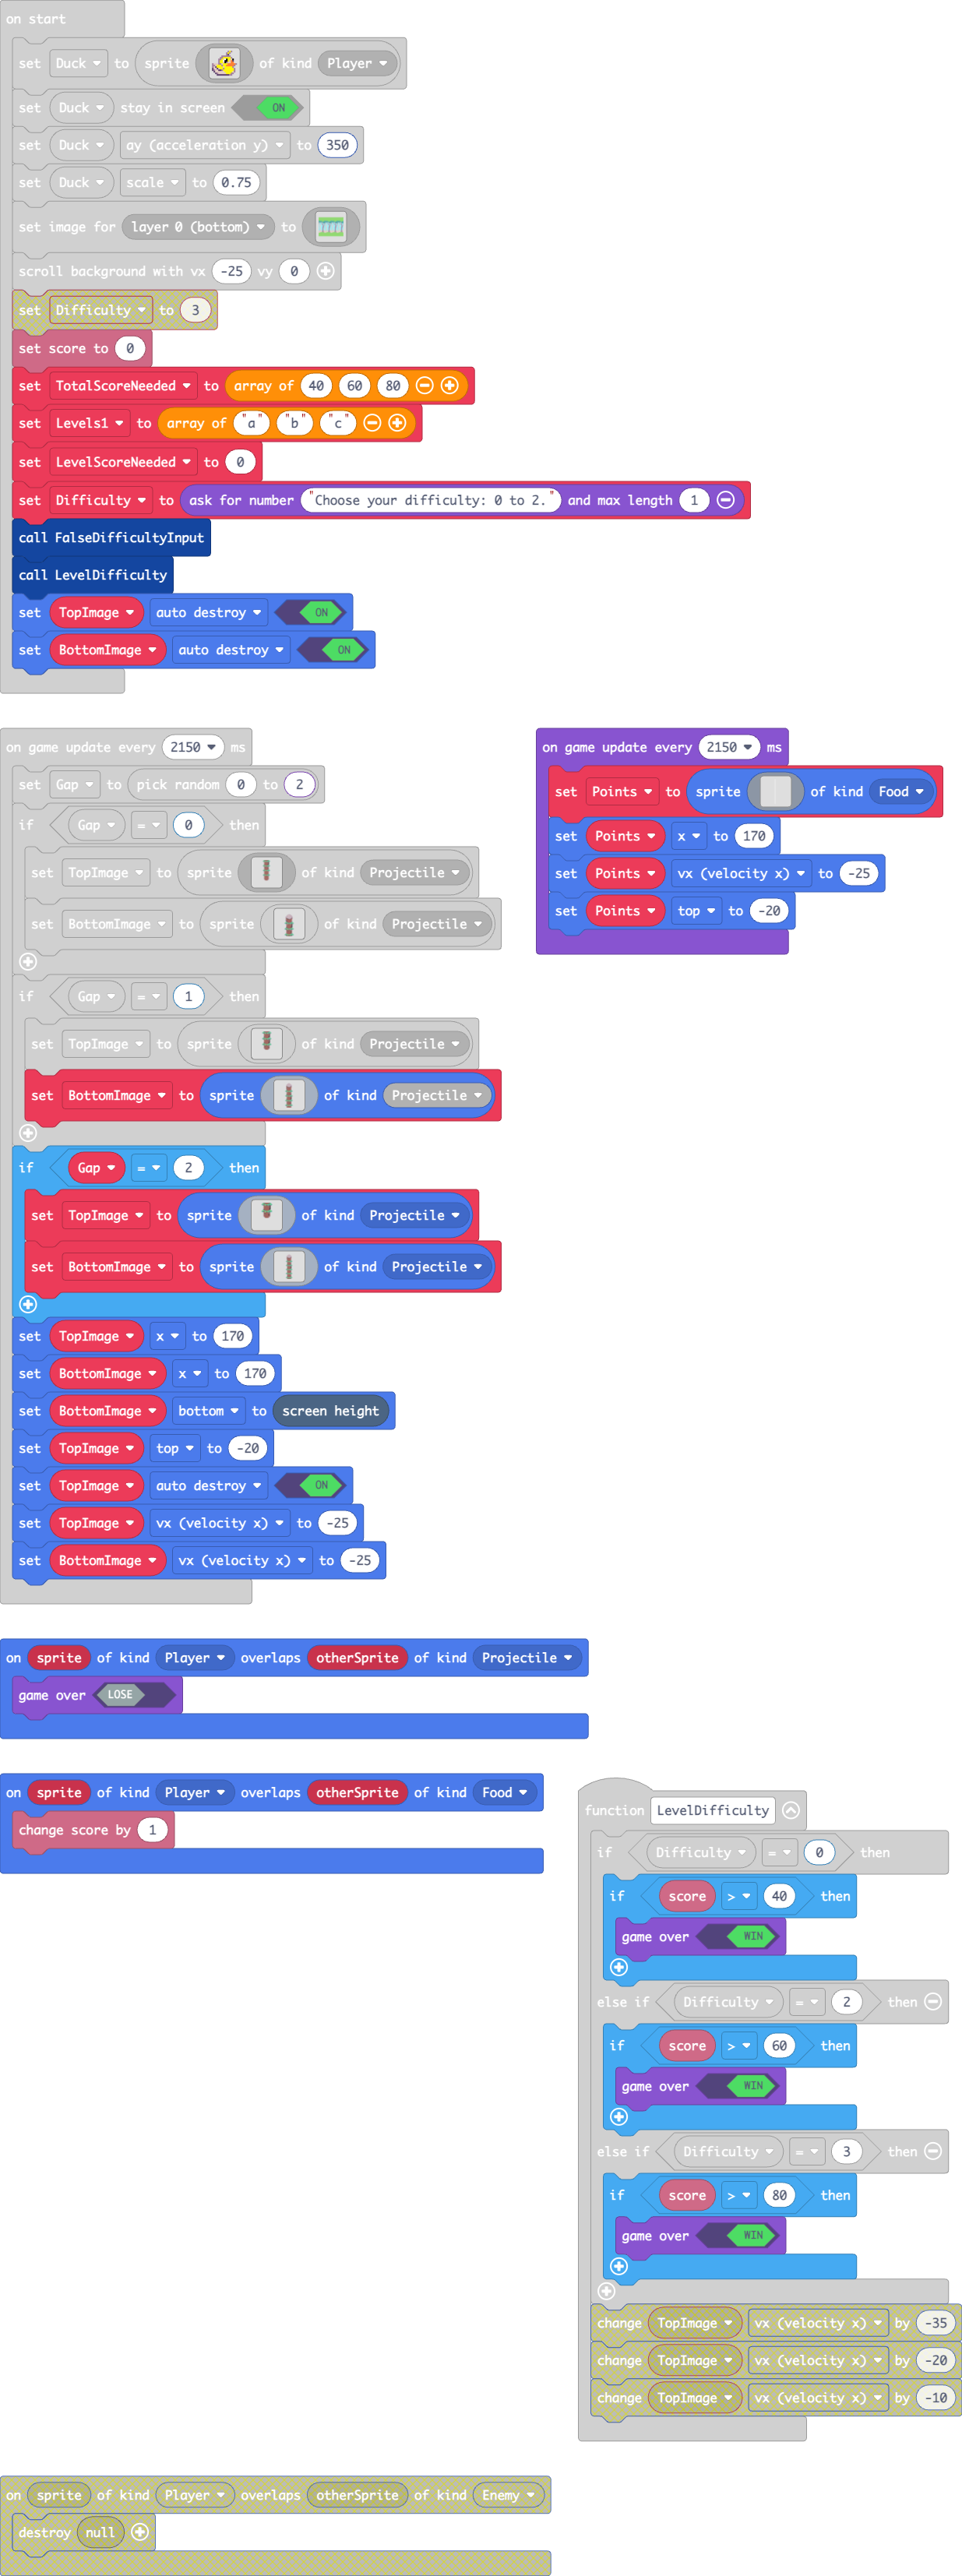 on start
set Duck to sprite of kind Player
set Duck stay in screen ON
set Duck ay (acceleration y) to 350
set Duck scale to 0.75
set image for layer 0 (bottom) to
scroll background with vx -25 vy 0
set Difficulty to 3
set score to 0
set TotalScoreNeeded to array of 40 60 80
set Levels1 to array of "a" "b" "c"
set LevelScoreNeeded to 0
set Difficulty to ask for number "Choose your difficulty: 0 to 2." and max length 1
call FalseDifficultyInput
call LevelDifficulty
set TopImage auto destroy ON
set BottomImage auto destroy ON
on game update every 2150 ms
set Gap to pick random 0 to 2
if Gap = 0 then
set TopImage to sprite of kind Projectile
set BottomImage to sprite of kind Projectile
if Gap = 1 then
set TopImage to sprite of kind Projectile
set BottomImage to sprite of kind Projectile
if Gap = 2 then
set TopImage to sprite of kind Projectile
set BottomImage to sprite of kind Projectile
set TopImage x to 170
set BottomImage x to 170
set BottomImage bottom to screen height
set TopImage top to -20
set TopImage auto destroy ON
set TopImage vx (velocity x) to -25
set BottomImage vx (velocity x) to -25
on game update every 2150 ms
set Points to sprite of kind Food
set Points x to 170
set Points vx (velocity x) to -25
set Points top to -20
on sprite of kind Player overlaps otherSprite of kind Projectile
game over LOSE
on sprite of kind Player overlaps otherSprite of kind Food
change score by 1
function LevelDifficulty
if Difficulty = 0 then
if score > 40 then
game over WIN
else if Difficulty = 2 then
if score > 60 then
game over WIN
else if Difficulty = 3 then
if score > 80 then
game over WIN
change TopImage vx (velocity x) by -35
change TopImage vx (velocity x) by -20
change TopImage vx (velocity x) by -10
on sprite of kind Player overlaps otherSprite of kind Enemy
destroy null